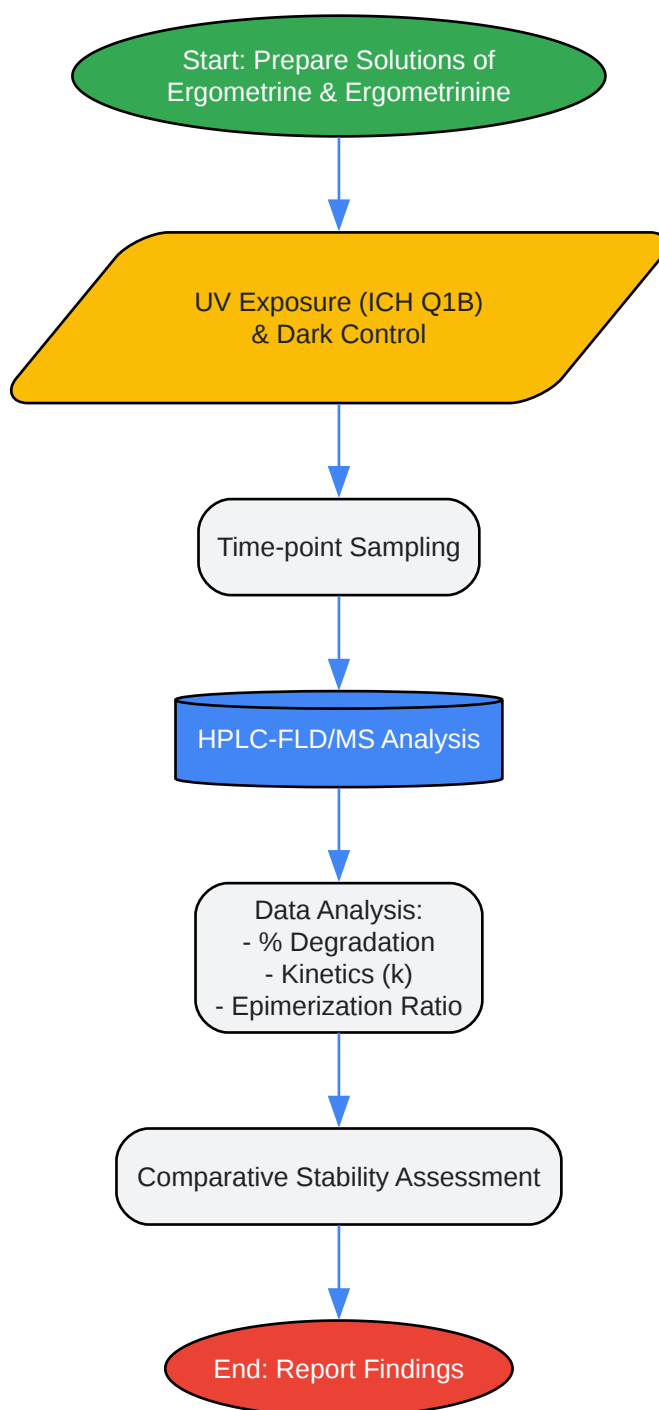 Start: Prepare Solutions of
Ergometrine & Ergometrinine
UV Exposure (ICH Q1B)
& Dark Control
Time-point Sampling
HPLC-FLD/MS Analysis
Data Analysis:
- % Degradation
- Kinetics (k)
- Epimerization Ratio
Comparative Stability Assessment
End: Report Findings